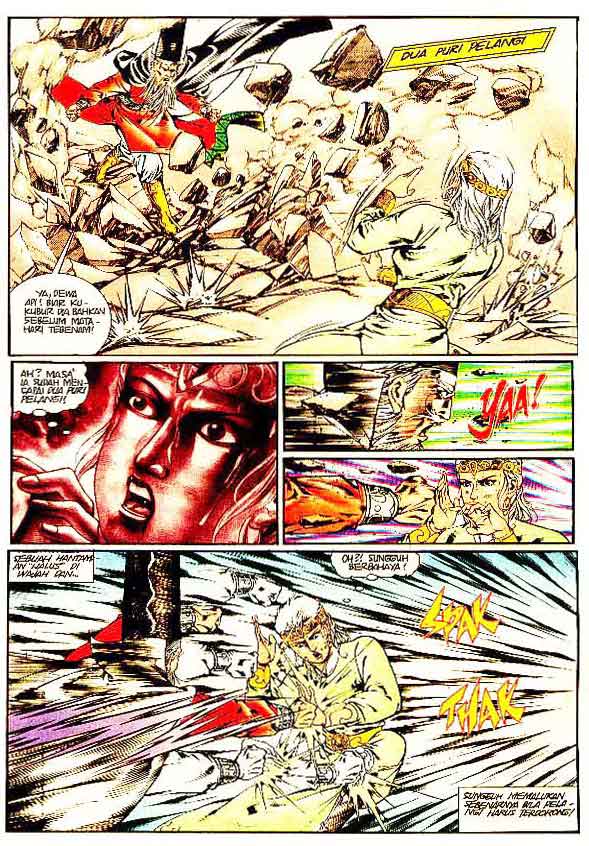 DUA PURI PELANGI
YA, DEWA
API! BIAR KU-
KUBUR DIA BAHKAN
SEBELUM MATA-
HARI TEBENAM!
AH? MASA'
IA SUDAH MEN-
CAPAI DUA PURI
PELANGI!
YAA!
SEBUAH HANTAM-
AN "HALUS" DI
WAJAH DAN...
OH?! SUNGGUH
BERBAHAYA!
THAK
SUNGGUH MEMALUKAN
SEBENARNYA BILA PELA-
NGI HARUS TERDORONG!